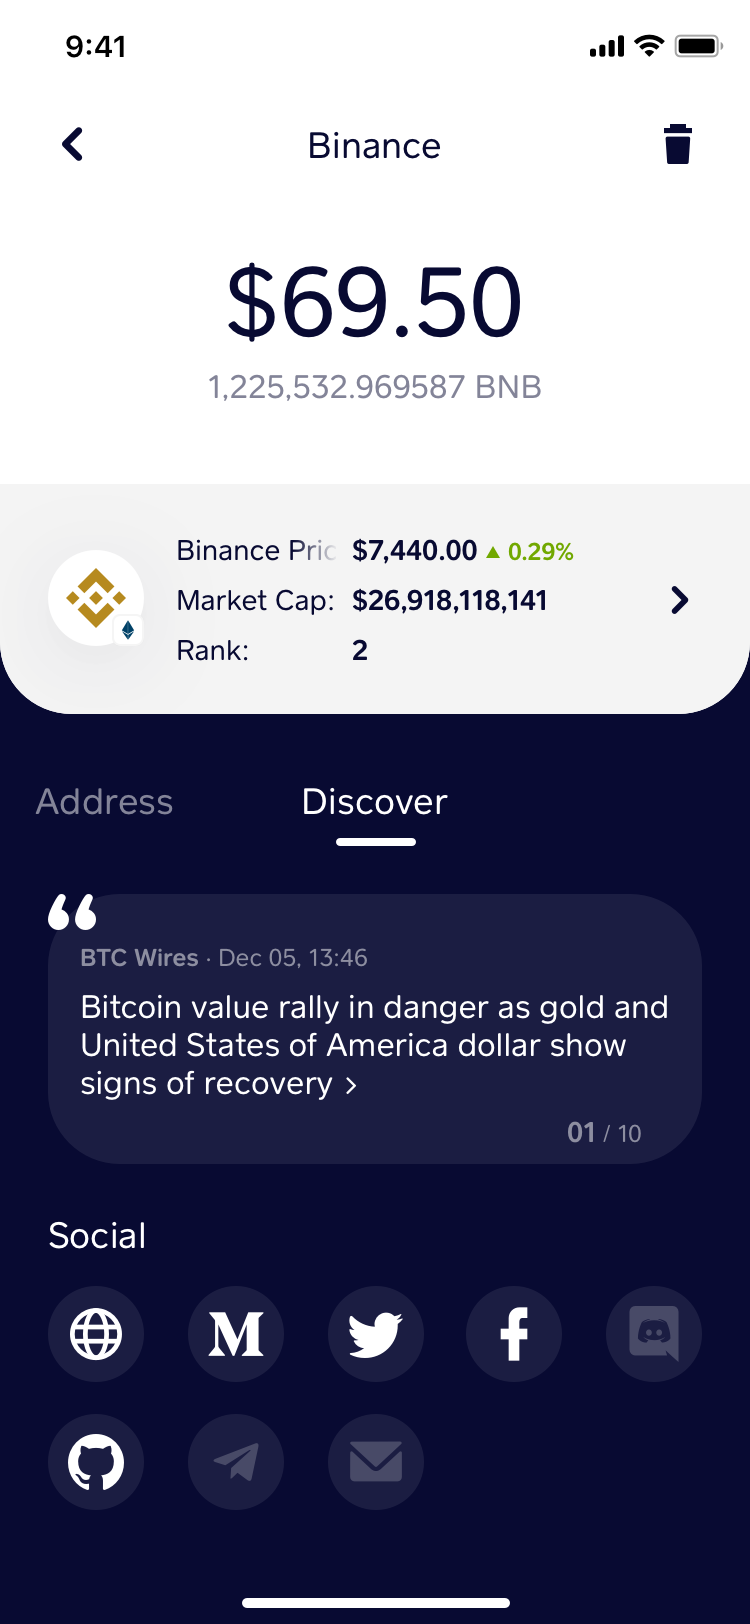 9:41
Binance
$69.50
1,225,532.969587 BNB
Binance Pric $7,440.00 ▲ 0.29%
Market Cap: $26,918,118,141
Rank: 2
Address Discover
“
BTC Wires · Dec 05, 13:46
Bitcoin value rally in danger as gold and
United States of America dollar show
signs of recovery >
01 / 10
Social